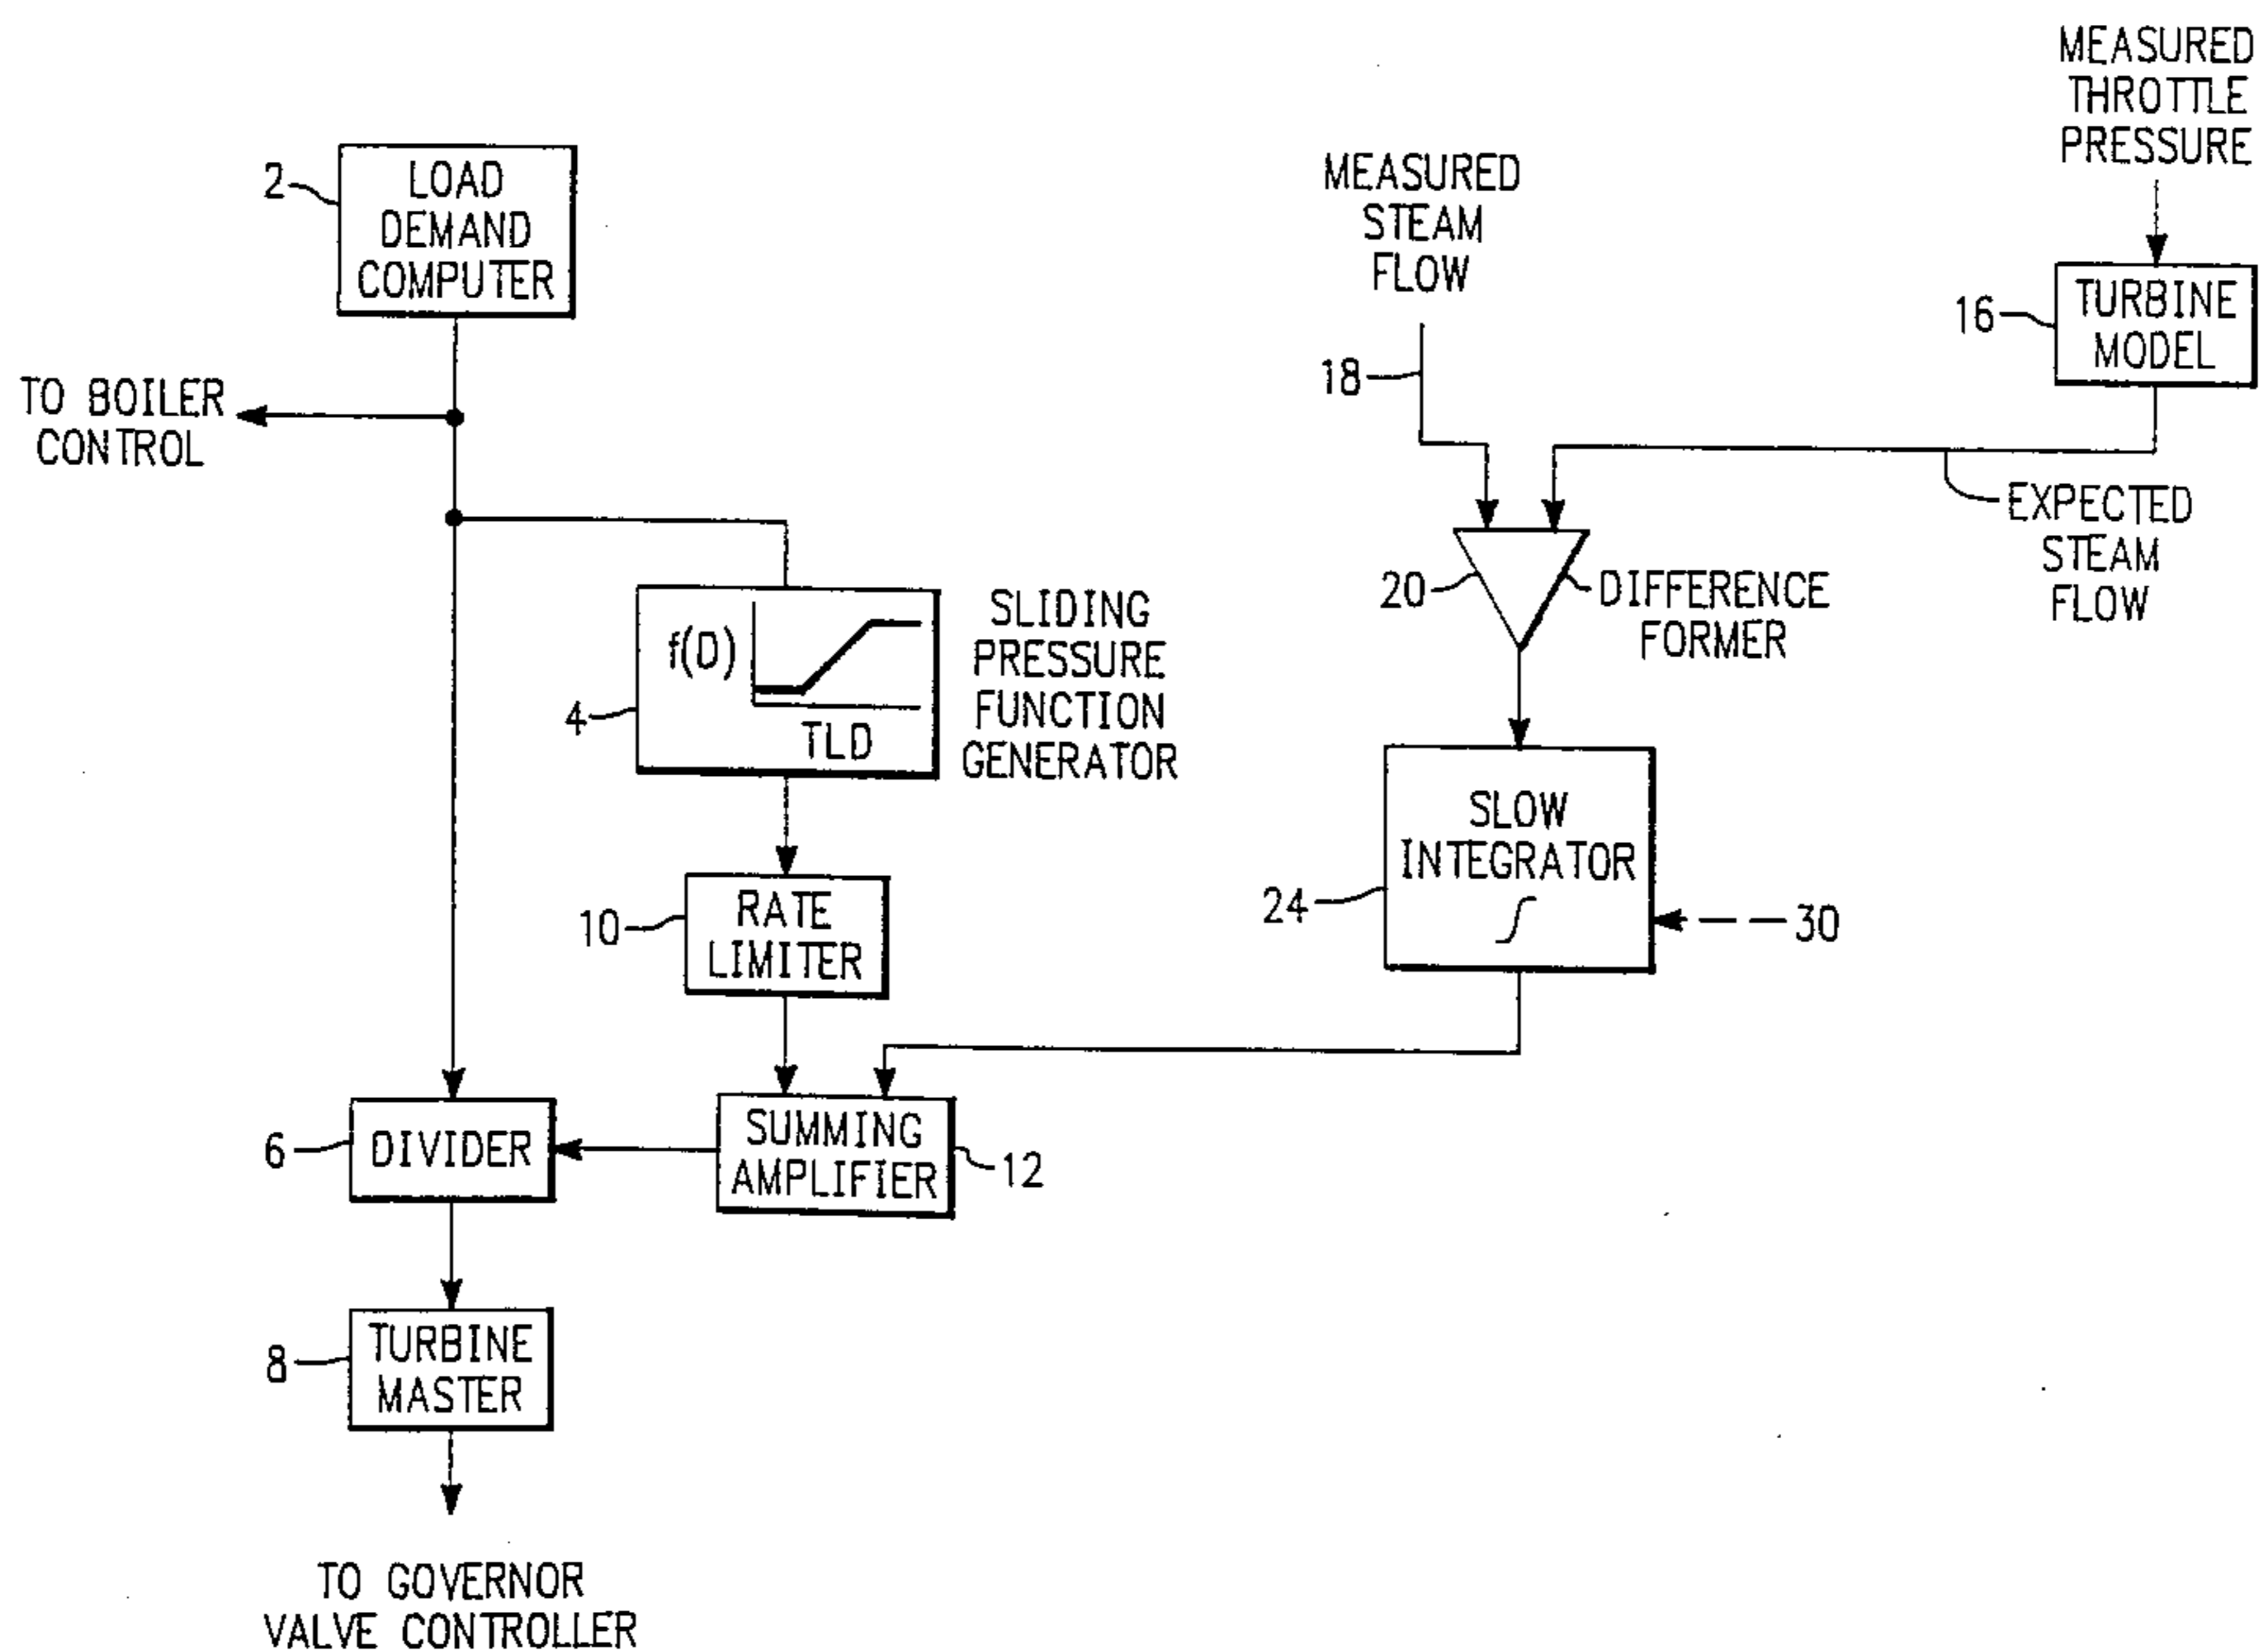 MEASURED
THROTTLE
PRESSURE
2
LOAD
DEMAND
COMPUTER
MEASURED
STEAM
FLOW
16
TURBINE
MODEL
18
TO BOILER
CONTROL
EXPECTED
STEAM
FLOW
20
DIFFERENCE
FORMER
f(D)
TLD
4
SLIDING
PRESSURE
FUNCTION
GENERATOR
SLOW
INTEGRATOR
∫
24
30
10
RATE
LIMITER
6
DIVIDER
SUMMING
AMPLIFIER
12
8
TURBINE
MASTER
TO GOVERNOR
VALVE CONTROLLER